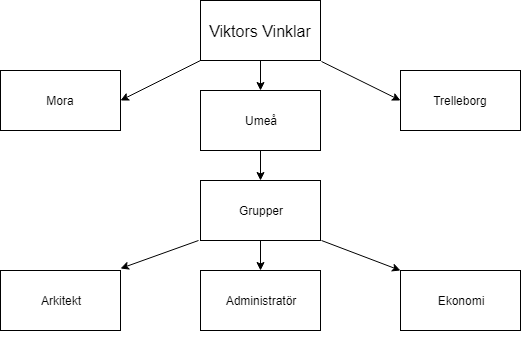 Viktors Vinklar
Mora
Trelleborg
Umeå
Grupper
Arkitekt
Administratör
Ekonomi